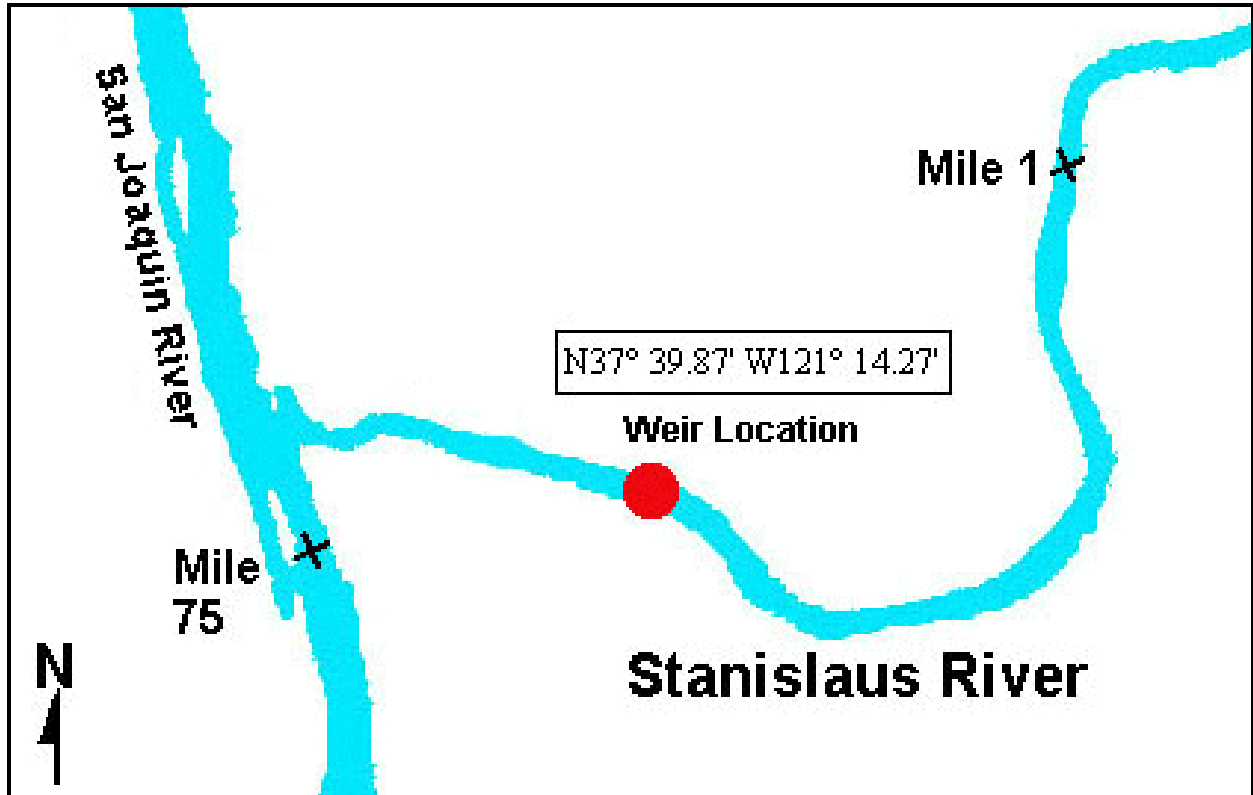 San Joaquin River
Mile 1
N37° 39.87' W121° 14.27'
Weir Location
Mile
75
Stanislaus River
N